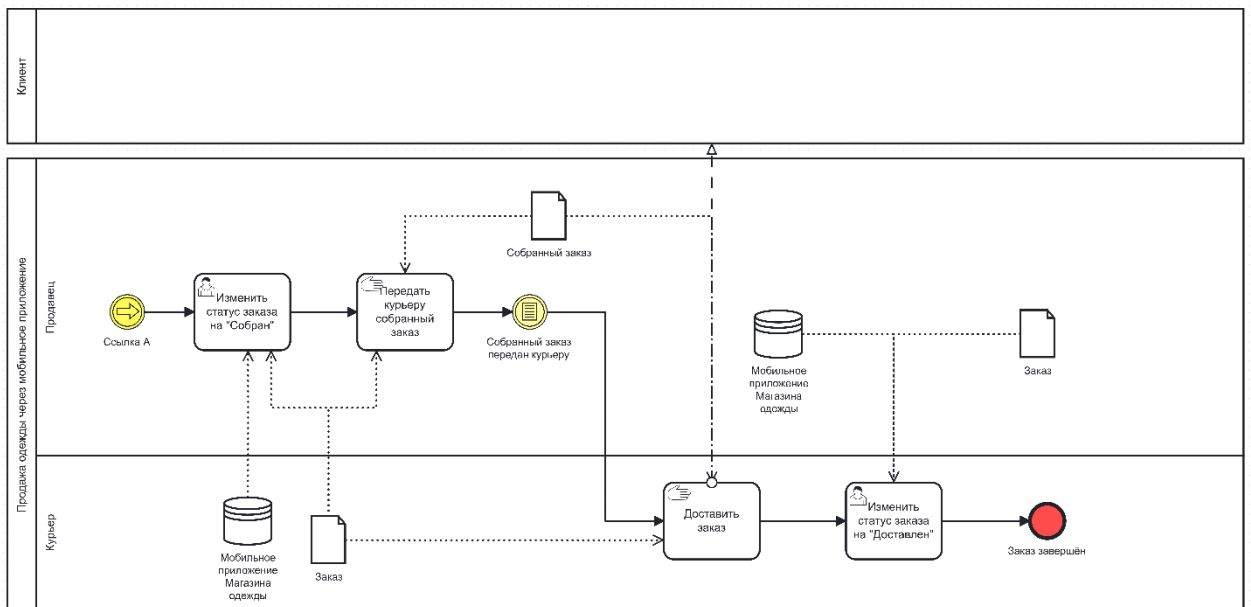 Клиент
Продажа одежды через мобильное приложение
Продавец
Собранный заказ
Ссылка А
Изменить
статус заказа
на "Собран"
Передать
курьеру
собранный
заказ
Собранный заказ
передан курьеру
Мобильное
приложение
Магазина
одожды
Заказ
Курьер
Мобильное
приложение
Магазина
одежды
Заказ
Доставить
заказ
Изменить
статус заказа
на "Доставлен"
Заказ завершён